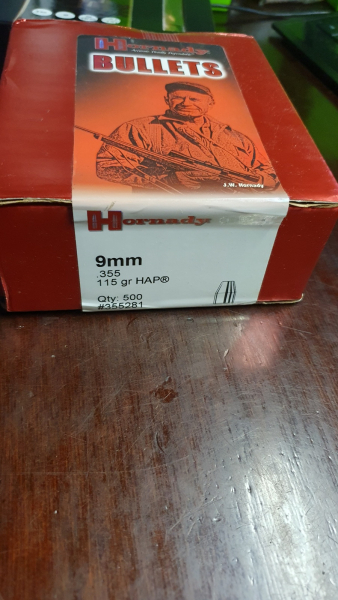 Hornady
BULLETS
J.W. Hornady
Hornady
9mm
.355
115 gr HAP®
Qty: 500
#355281